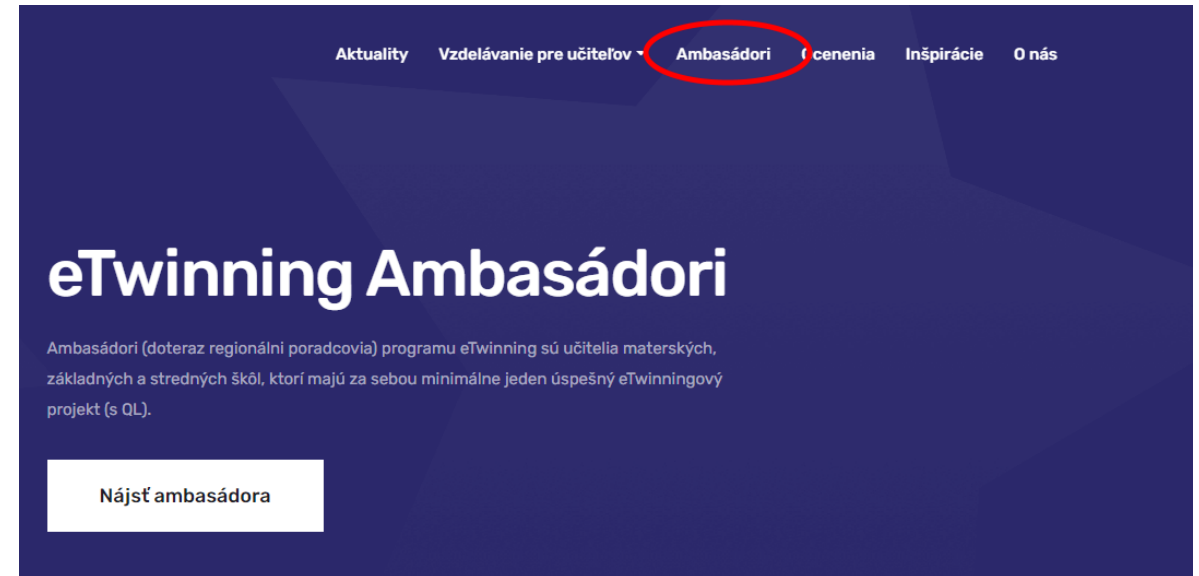 Aktuality Vzdelávanie pre učiteľov Ambasádori Ocenenia Inšpirácie O nás
eTwinning Ambasádori
Ambasádori (doteraz regionálni poradcovia) programu eTwinning sú učitelia materských,
základných a stredných škôl, ktorí majú za sebou minimálne jeden úspešný eTwinningový
projekt (s QL).
Nájsť ambasádora